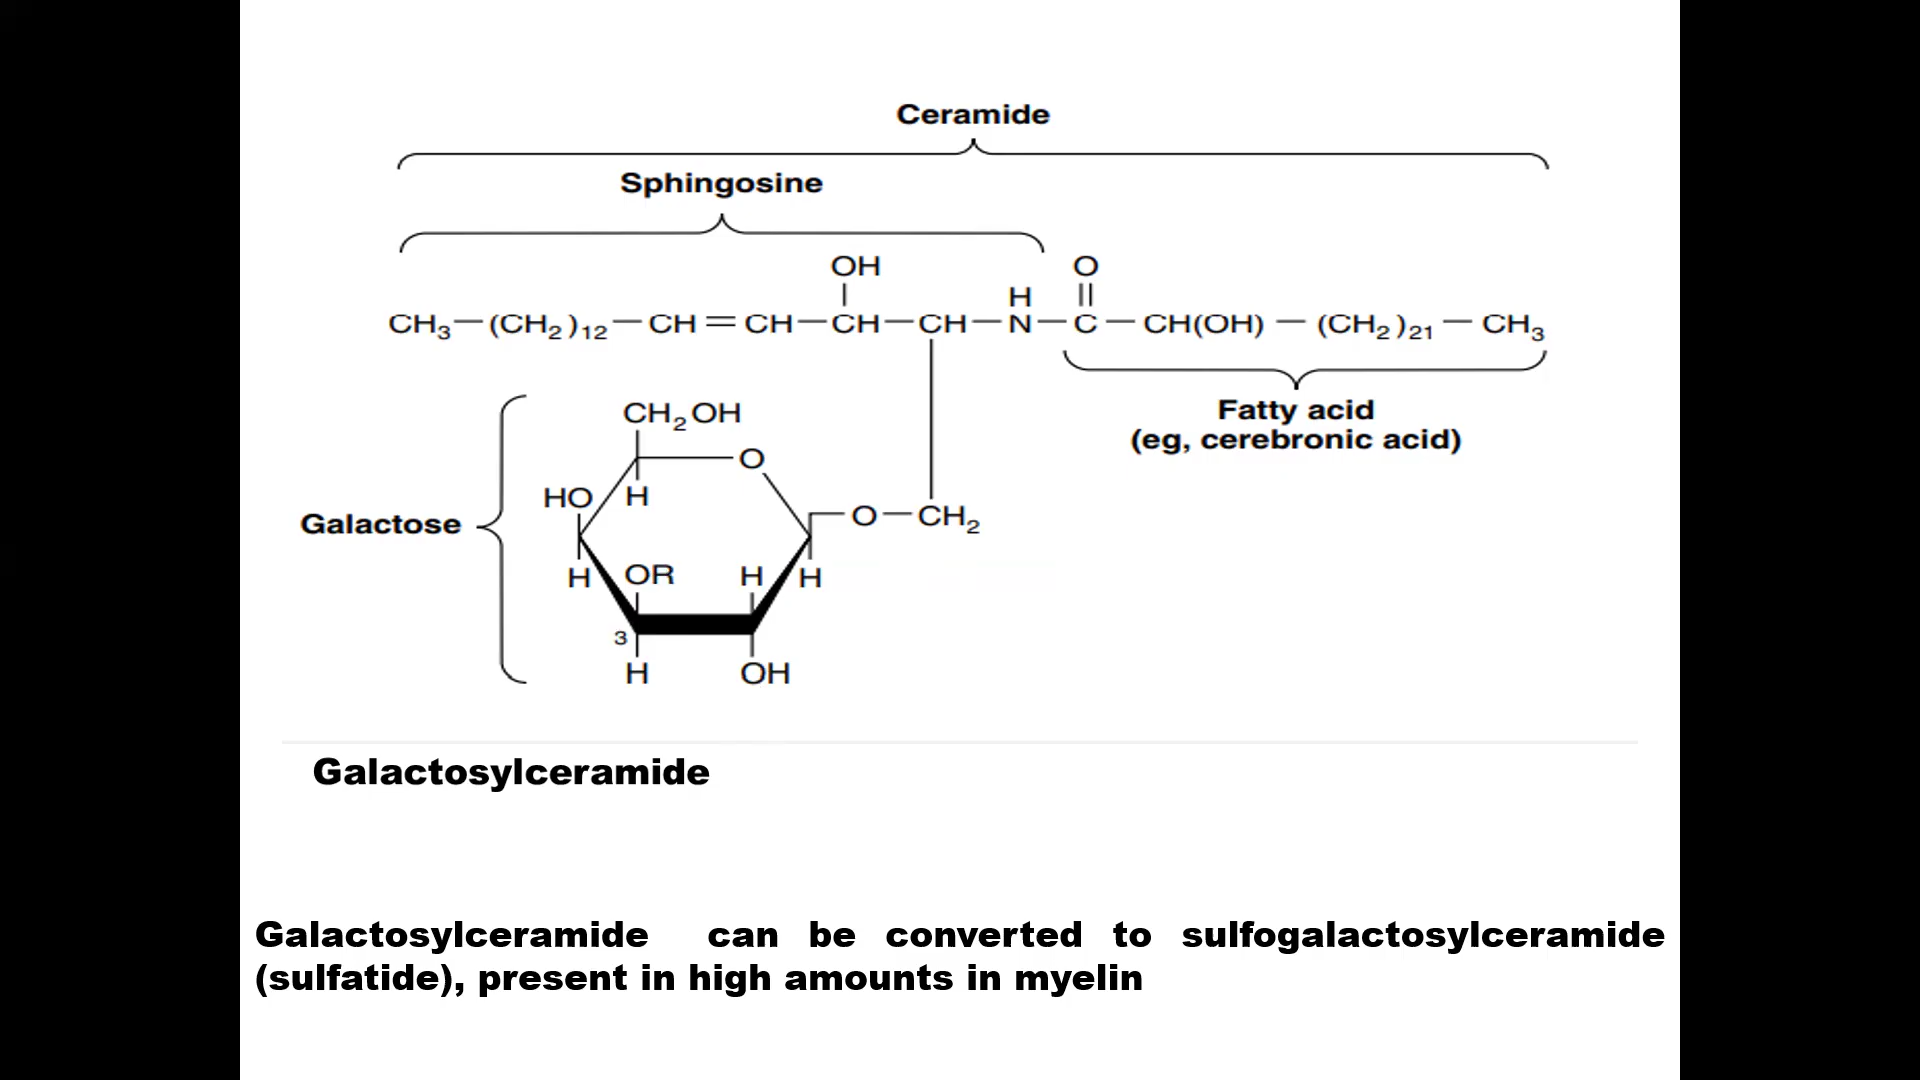 Ceramide
Sphingosine
OH O
H
CH3—(CH2)12—CH=CH—CH—CH—N—C—CH(OH)—(CH2)21—CH3
Fatty acid
(eg, cerebronic acid)
CH2OH
O
HO H
Galactose
O—CH2
H OR H H
3
H OH
Galactosylceramide
Galactosylceramide can be converted to sulfogalactosylceramide
(sulfatide), present in high amounts in myelin